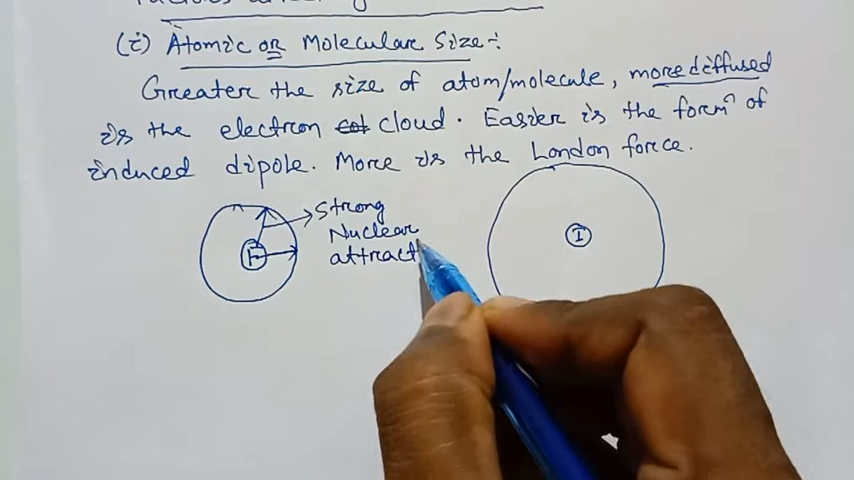 (i) Atomic or Molecular Size :-
Greater the size of atom/molecule, more diffused
is the electron cloud. Easier is the formⁿ of
induced dipole. More is the London force.
Strong
Nuclear
attract
F
I